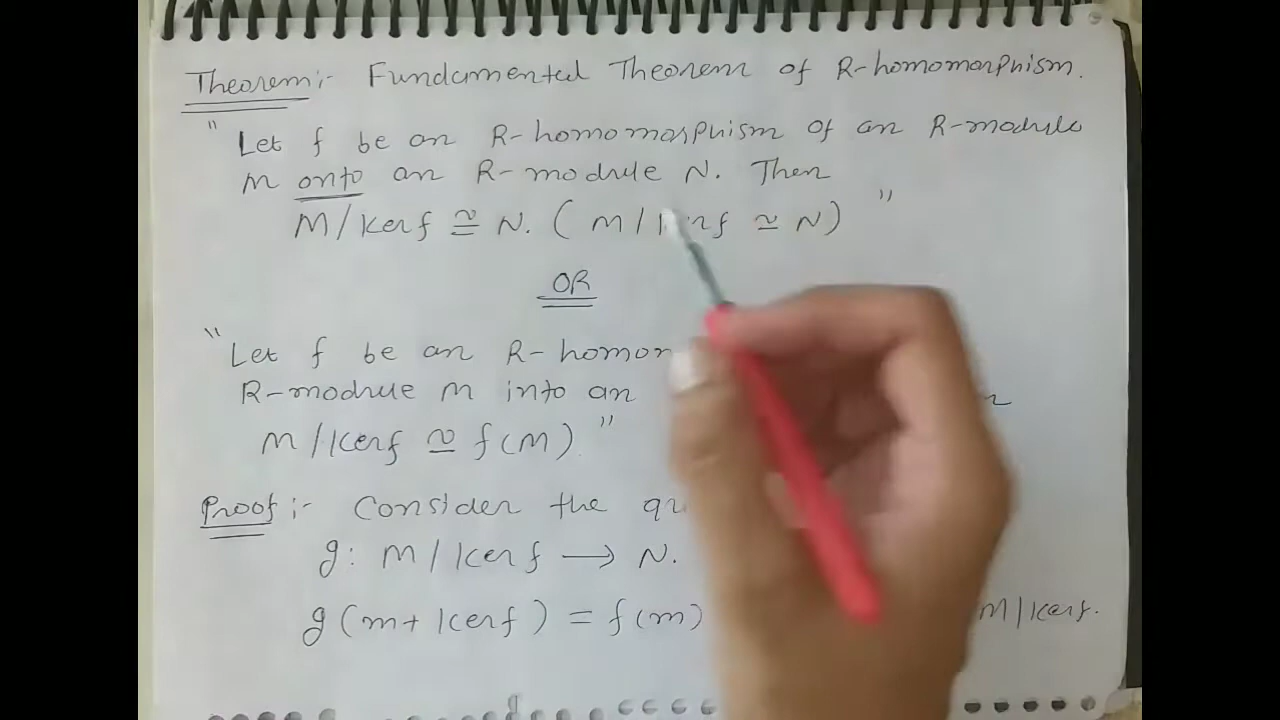 Theorem:- Fundamental Theorem of R-homomorphism.
" Let f be an R-homomorphism of an R-module
M onto an R-module N. Then
M/kerf ≅ N. ( M/kerf ≃ N) "
OR
" Let f be an R-
R-module M into an
M/kerf ≃ f(M). "
Proof:- Consider the
g: M/kerf → N.
g(m+kerf) = f(m) M/kerf.